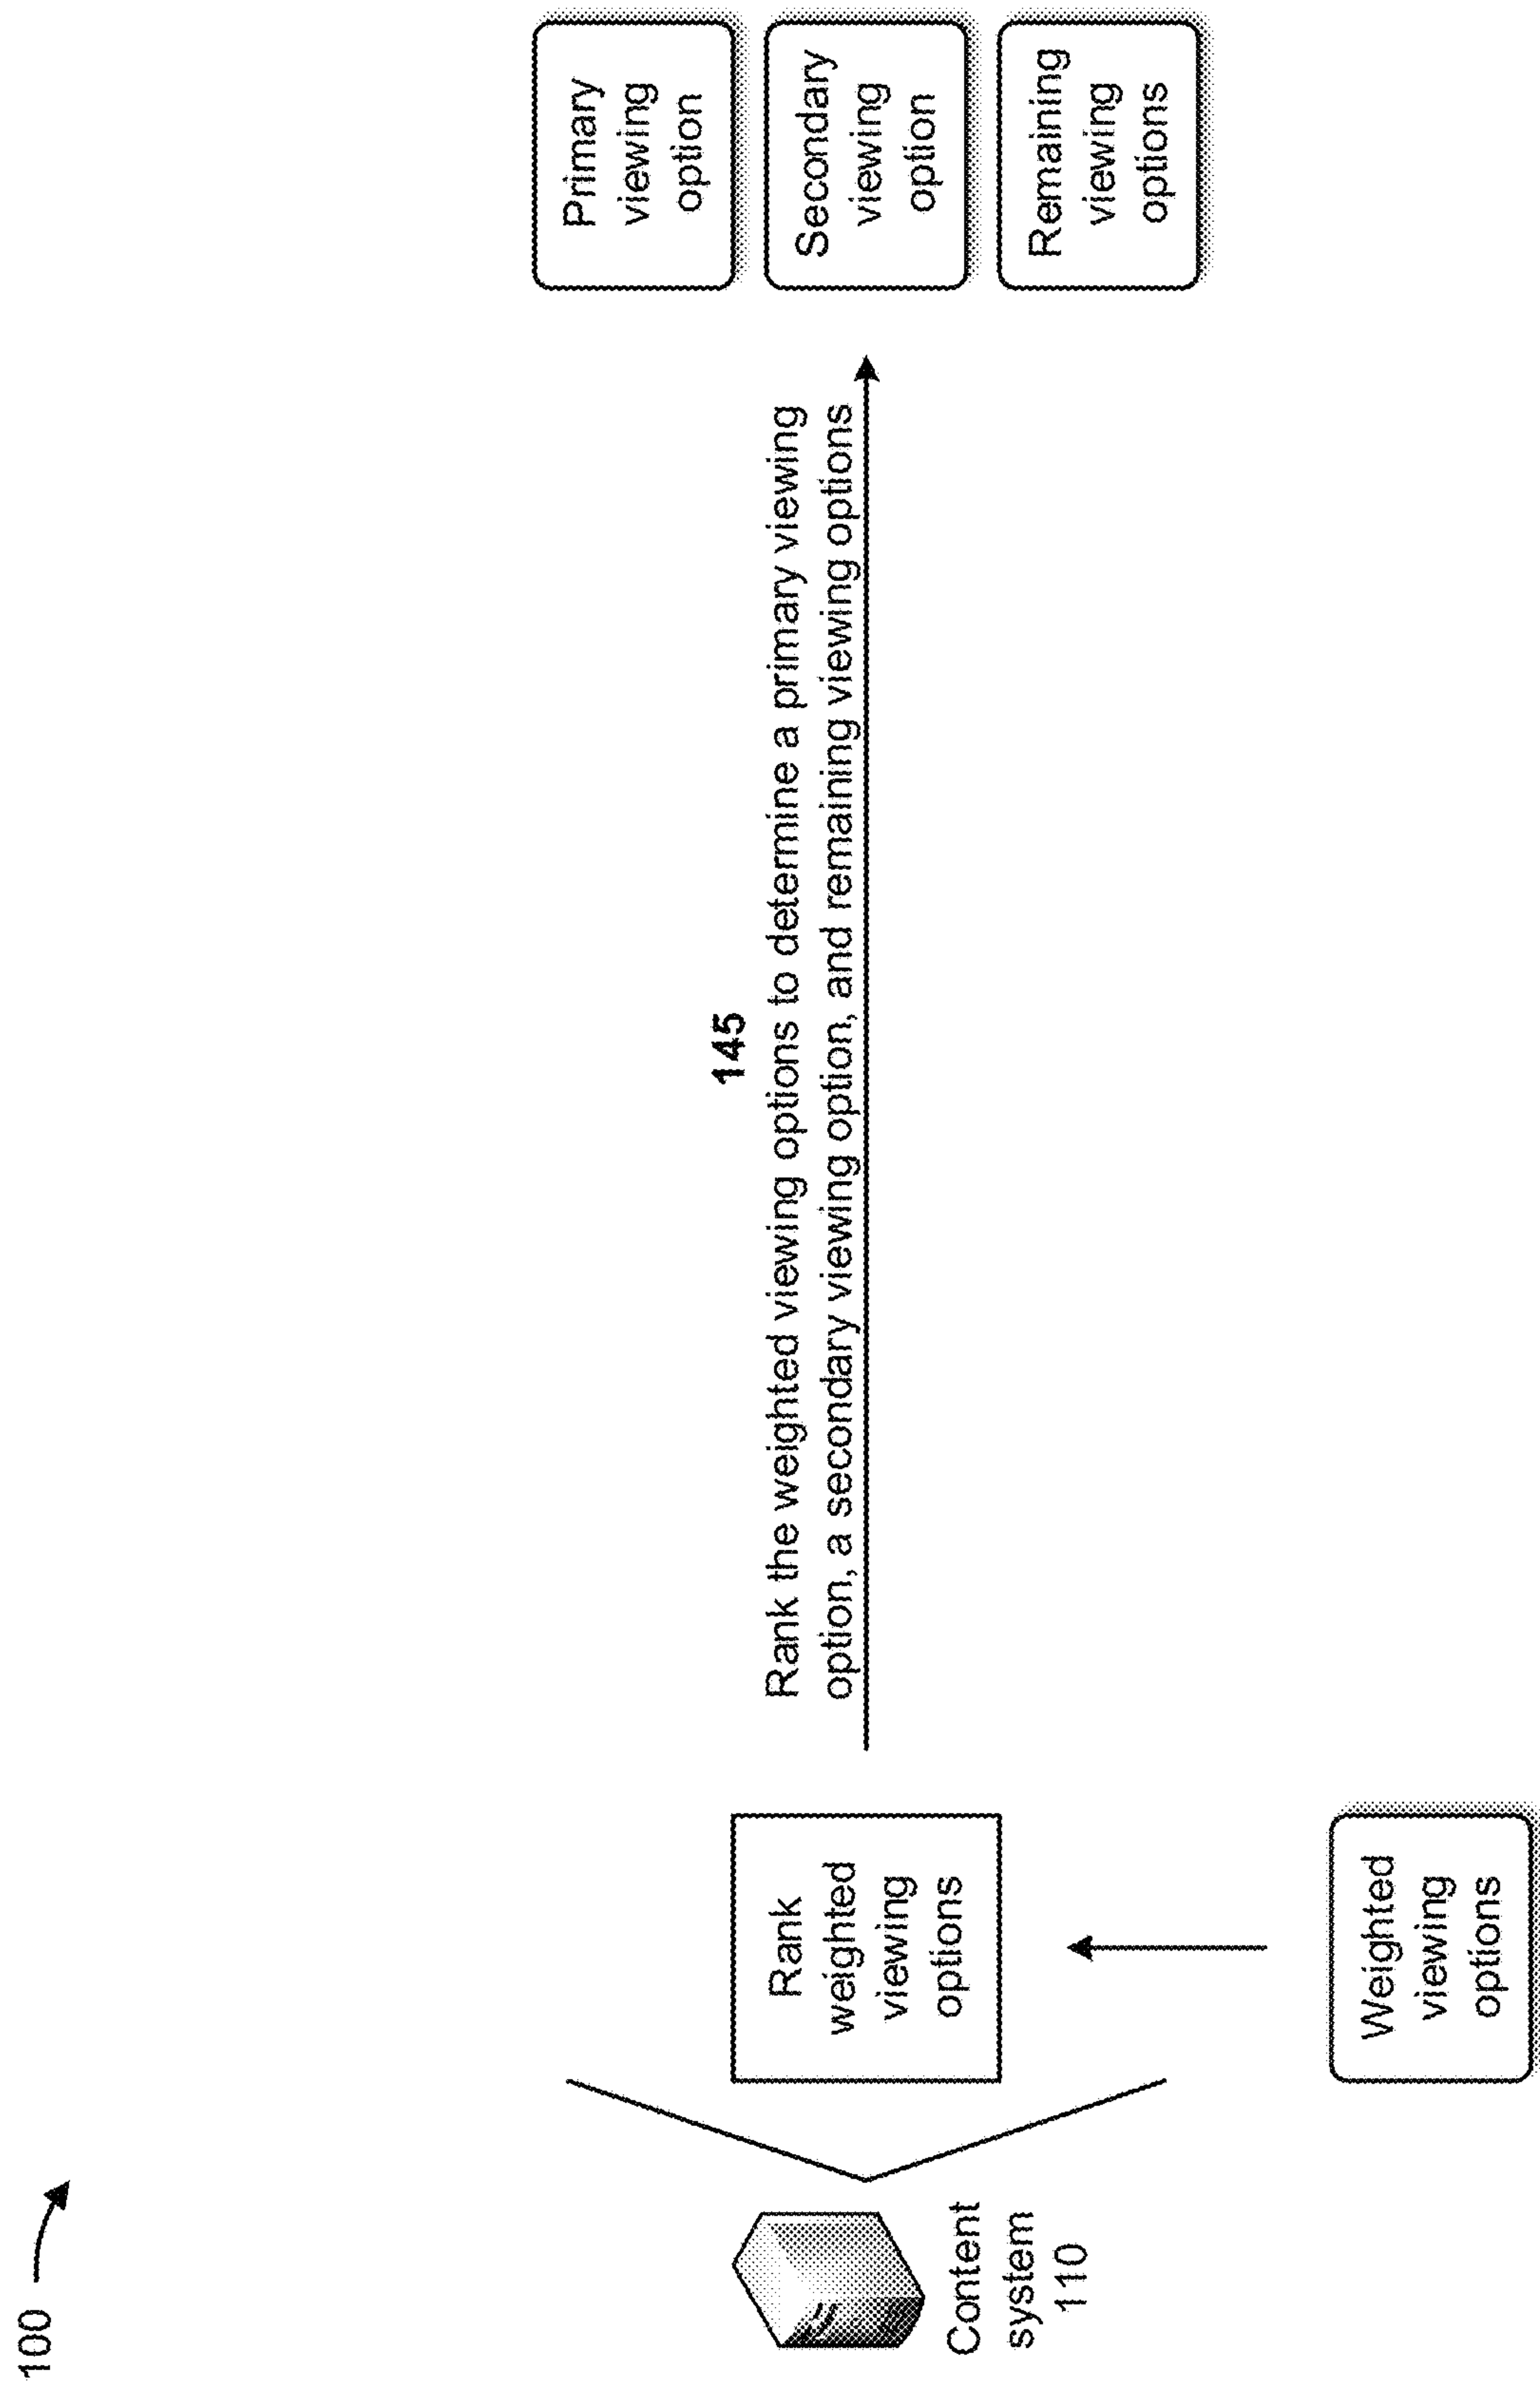 100
Content
system
110
Rank
weighted
viewing
options
Weighted
viewing
options
145
Rank the weighted viewing options to determine a primary viewing
option, a secondary viewing option, and remaining viewing options
Primary
viewing
option
Secondary
viewing
option
Remaining
viewing
options